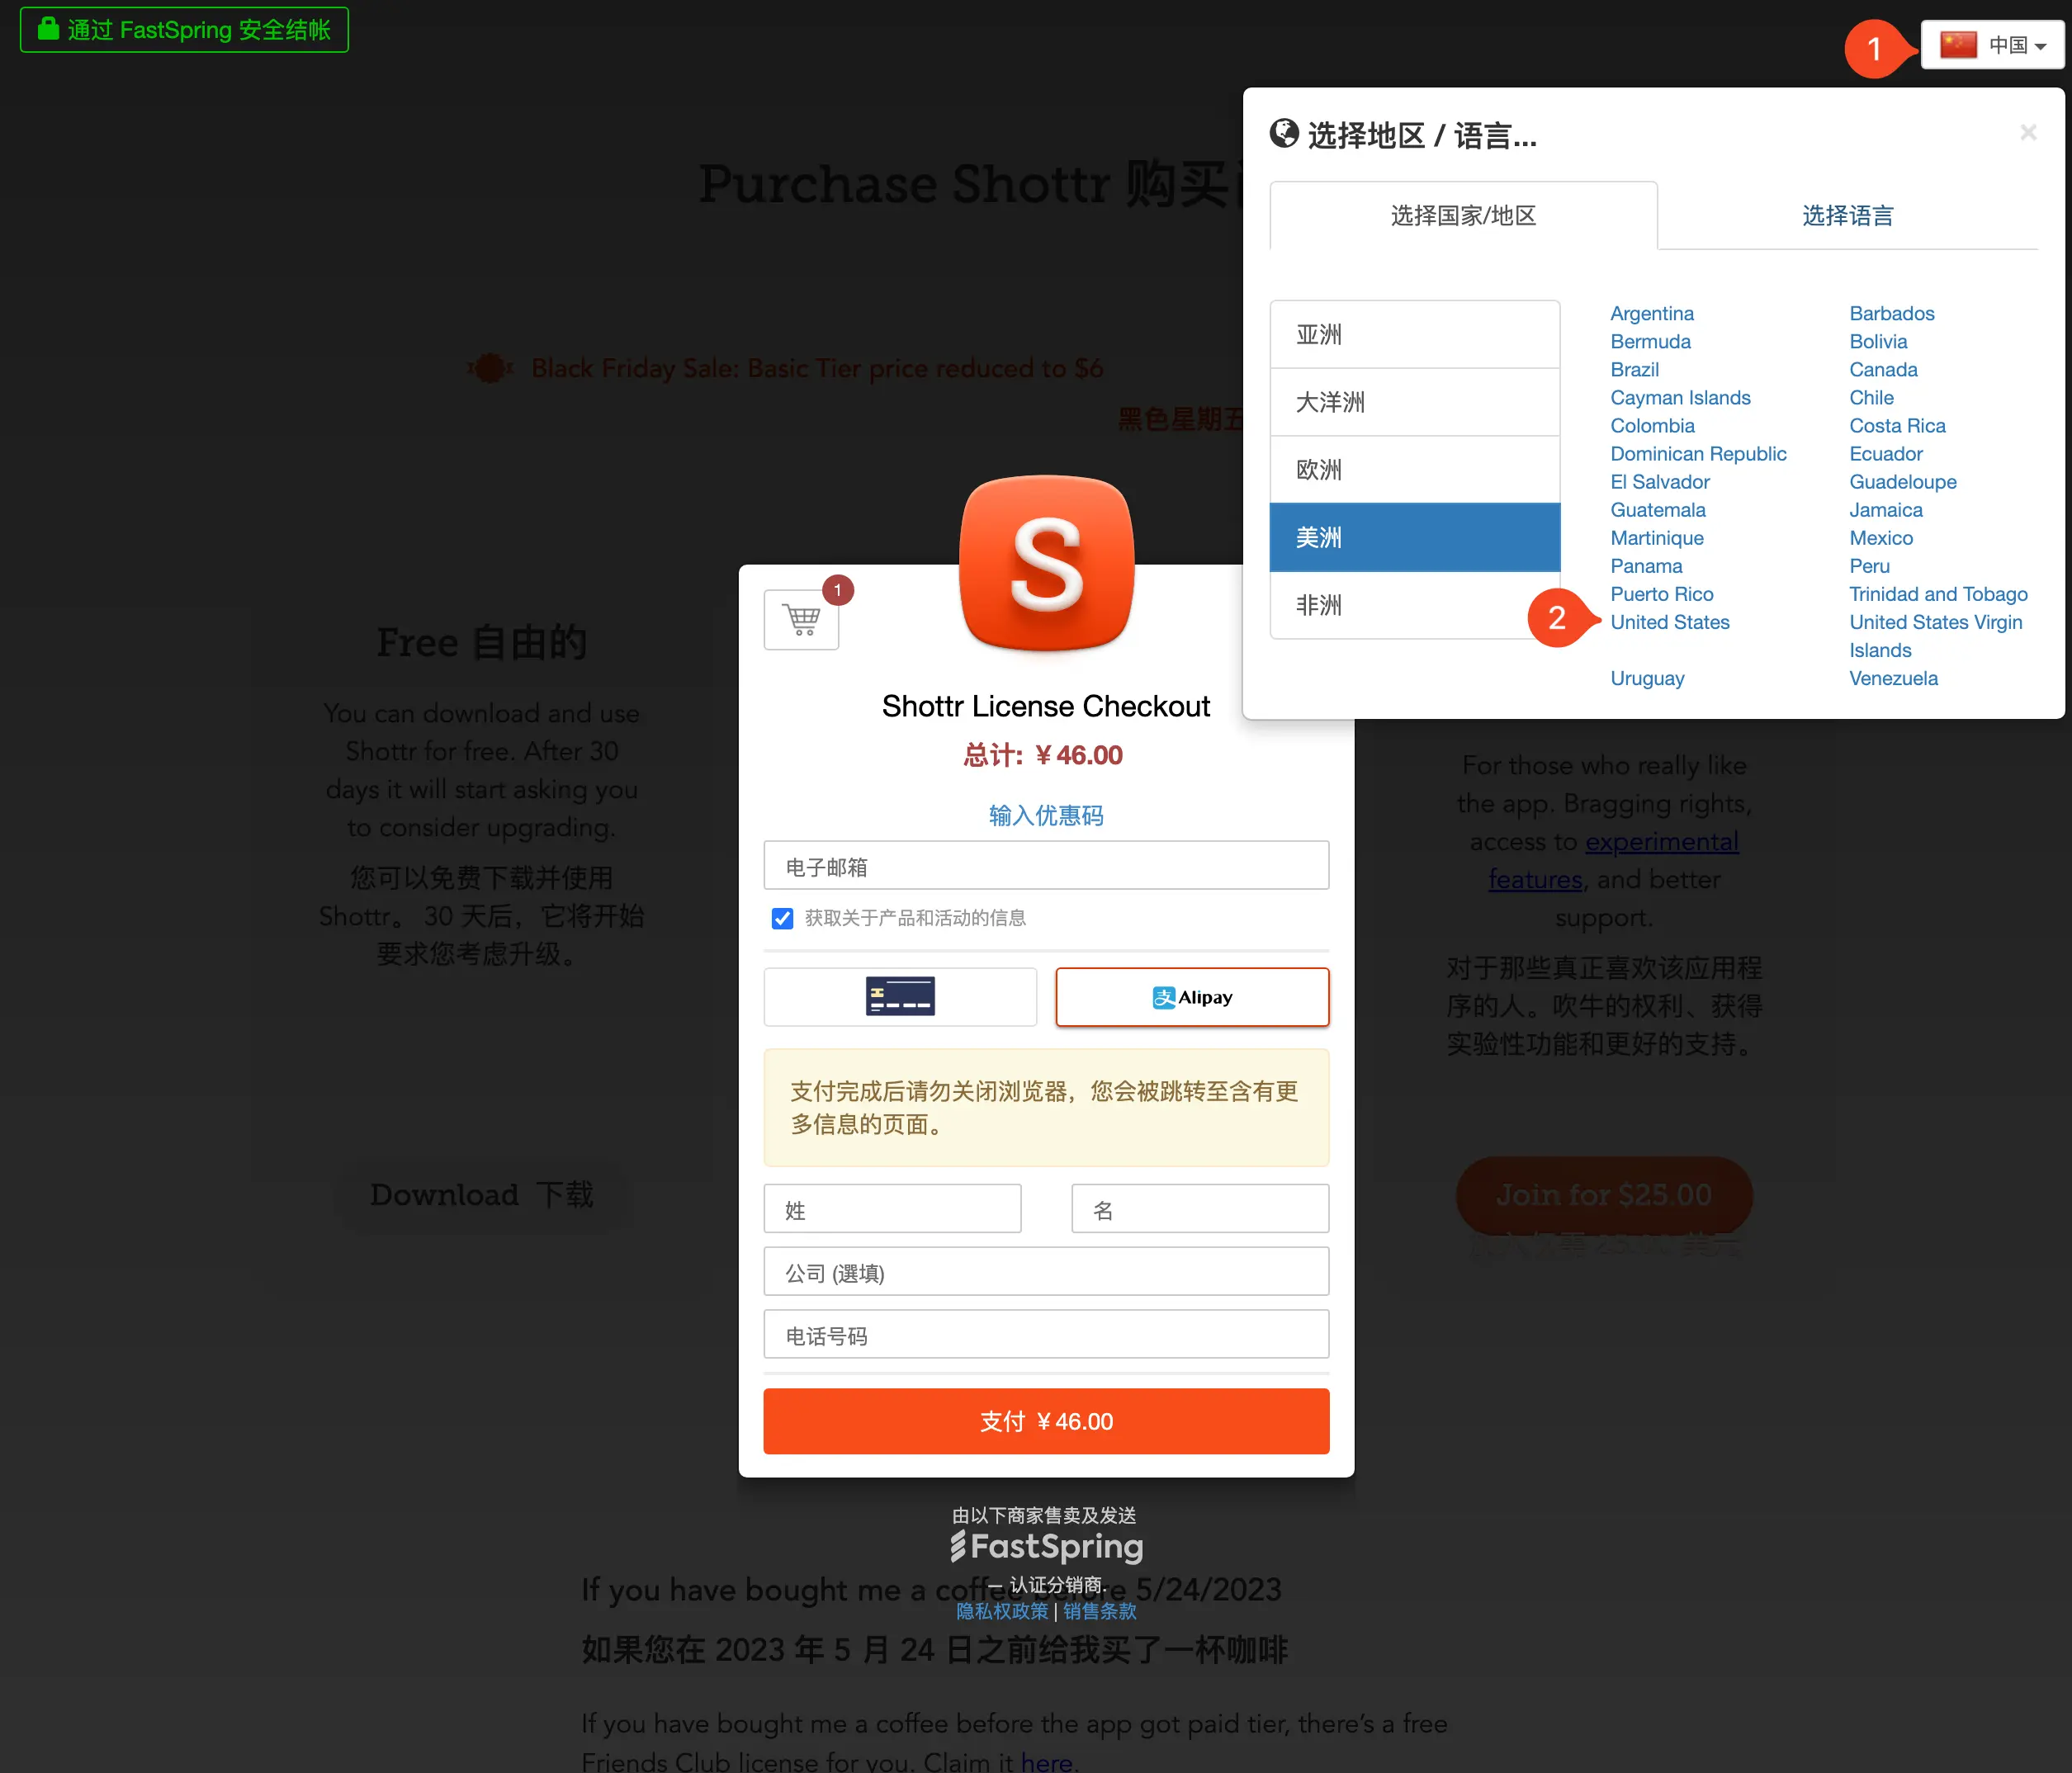 通过 FastSpring 安全结帐
1
中国
选择地区 / 语言...
×
选择国家/地区
选择语言
亚洲
大洋洲
欧洲
美洲
非洲
2
Argentina
Barbados
Bermuda
Bolivia
Brazil
Canada
Cayman Islands
Chile
Colombia
Costa Rica
Dominican Republic
Ecuador
El Salvador
Guadeloupe
Guatemala
Jamaica
Martinique
Mexico
Panama
Peru
Puerto Rico
Trinidad and Tobago
United States
United States Virgin
Islands
Uruguay
Venezuela
Purchase Shottr 购买
Black Friday Sale: Basic Tier price reduced to $6
黑色星期五
Free 自由的
You can download and use
Shottr for free. After 30
days it will start asking you
to consider upgrading.
您可以免费下载并使用
Shottr。 30 天后，它将开始
要求您考虑升级。
Download 下载
1
S
Shottr License Checkout
总计: ¥46.00
输入优惠码
电子邮箱
获取关于产品和活动的信息
支 Alipay
支付完成后请勿关闭浏览器，您会被跳转至含有更
多信息的页面。
姓
名
公司 (選填)
电话号码
支付 ¥46.00
For those who really like
the app. Bragging rights,
access to experimental
features, and better
support.
对于那些真正喜欢该应用程
序的人。吹牛的权利、获得
实验性功能和更好的支持。
Join for $25.00
由以下商家售卖及发送
FastSpring
— 认证分销商.
隐私权政策 | 销售条款
If you have bought me a coffee before 5/24/2023
如果您在 2023 年 5 月 24 日之前给我买了一杯咖啡
If you have bought me a coffee before the app got paid tier, there's a free
Friends Club license for you. Claim it here.